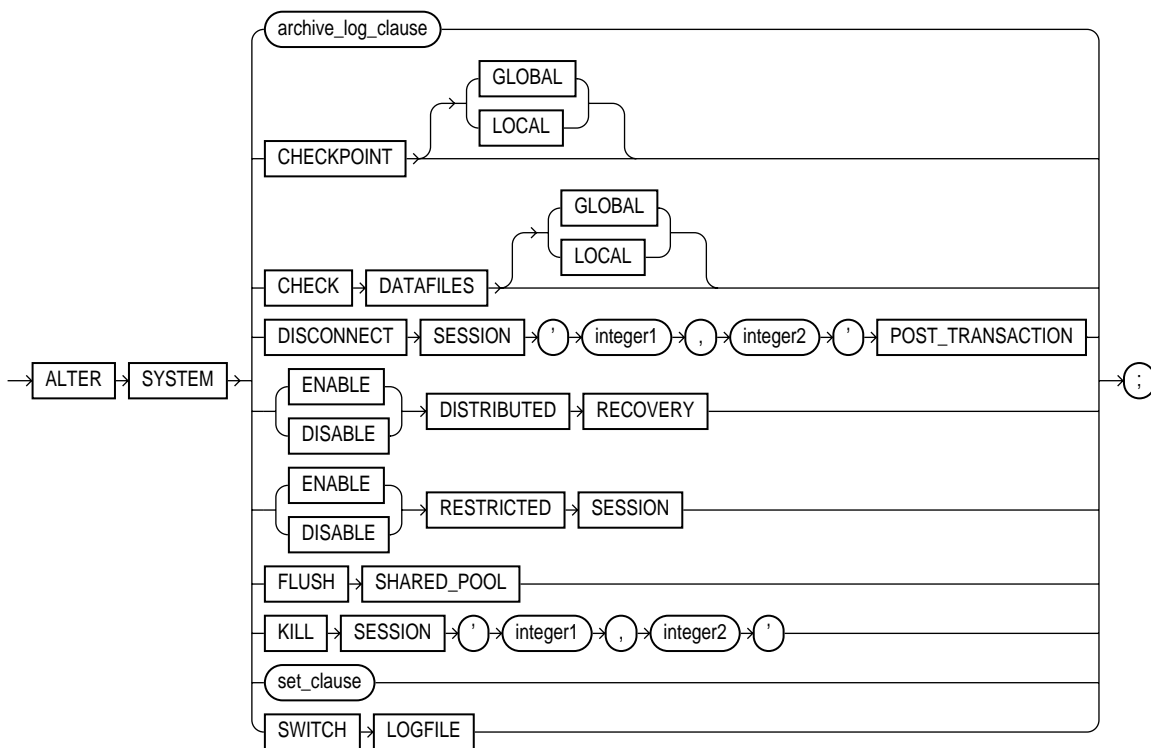 archive_log_clause
GLOBAL
LOCAL
CHECKPOINT
GLOBAL
LOCAL
CHECK DATAFILES
DISCONNECT SESSION ’ integer1 , integer2 ’ POST_TRANSACTION
ALTER SYSTEM ;
ENABLE
DISABLE
DISTRIBUTED RECOVERY
ENABLE
DISABLE
RESTRICTED SESSION
FLUSH SHARED_POOL
KILL SESSION ’ integer1 , integer2 ’
set_clause
SWITCH LOGFILE